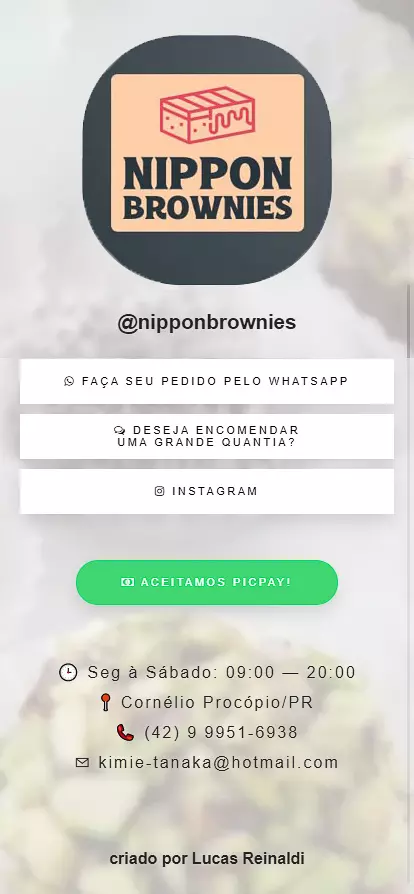 NIPPON
BROWNIES
@nipponbrownies
FAÇA SEU PEDIDO PELO WHATSAPP
DESEJA ENCOMENDAR
UMA GRANDE QUANTIA?
INSTAGRAM
ACEITAMOS PICPAY!
Seg à Sábado: 09:00 — 20:00
Cornélio Procópio/PR
(42) 9 9951-6938
kimie-tanaka@hotmail.com
criado por Lucas Reinaldi